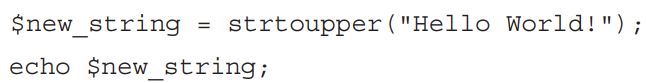 $new_string = strtoupper("Hello World!");
echo $new_string;